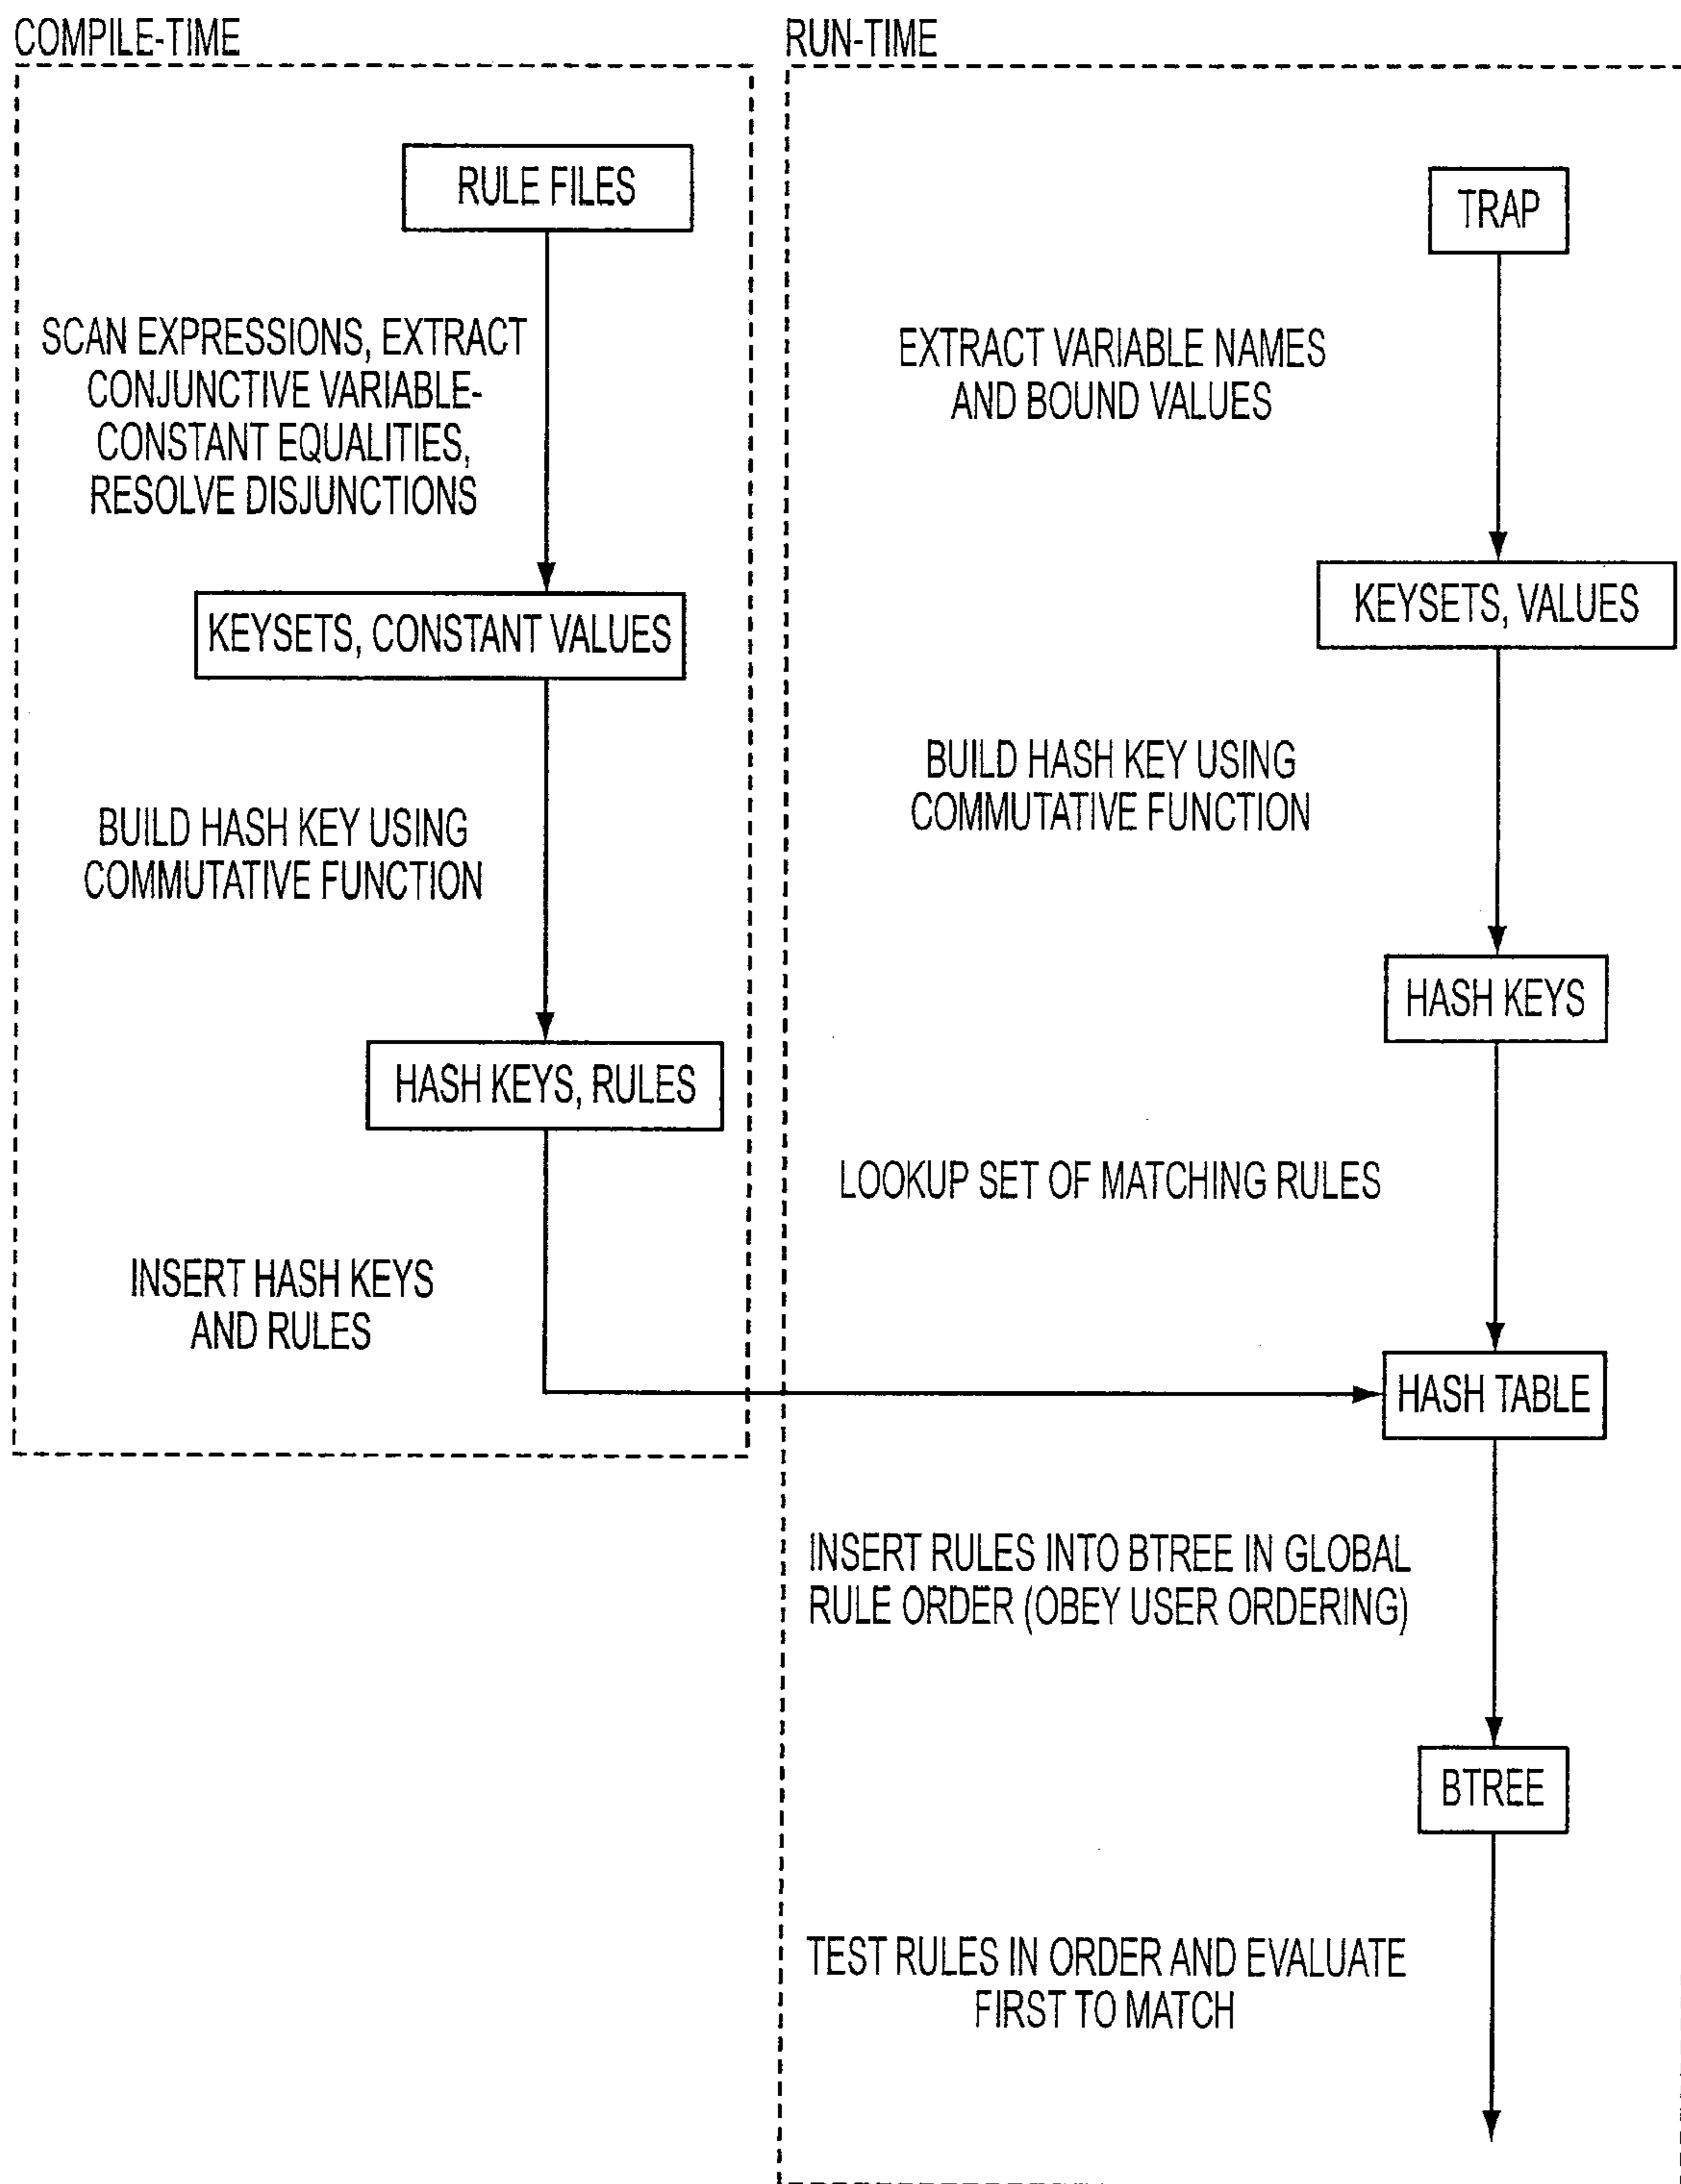 COMPILE-TIME
RULE FILES
SCAN EXPRESSIONS, EXTRACT
CONJUNCTIVE VARIABLE-
CONSTANT EQUALITIES,
RESOLVE DISJUNCTIONS
KEYSETS, CONSTANT VALUES
BUILD HASH KEY USING
COMMUTATIVE FUNCTION
HASH KEYS, RULES
INSERT HASH KEYS
AND RULES
RUN-TIME
TRAP
EXTRACT VARIABLE NAMES
AND BOUND VALUES
KEYSETS, VALUES
BUILD HASH KEY USING
COMMUTATIVE FUNCTION
HASH KEYS
LOOKUP SET OF MATCHING RULES
HASH TABLE
INSERT RULES INTO BTREE IN GLOBAL
RULE ORDER (OBEY USER ORDERING)
BTREE
TEST RULES IN ORDER AND EVALUATE
FIRST TO MATCH